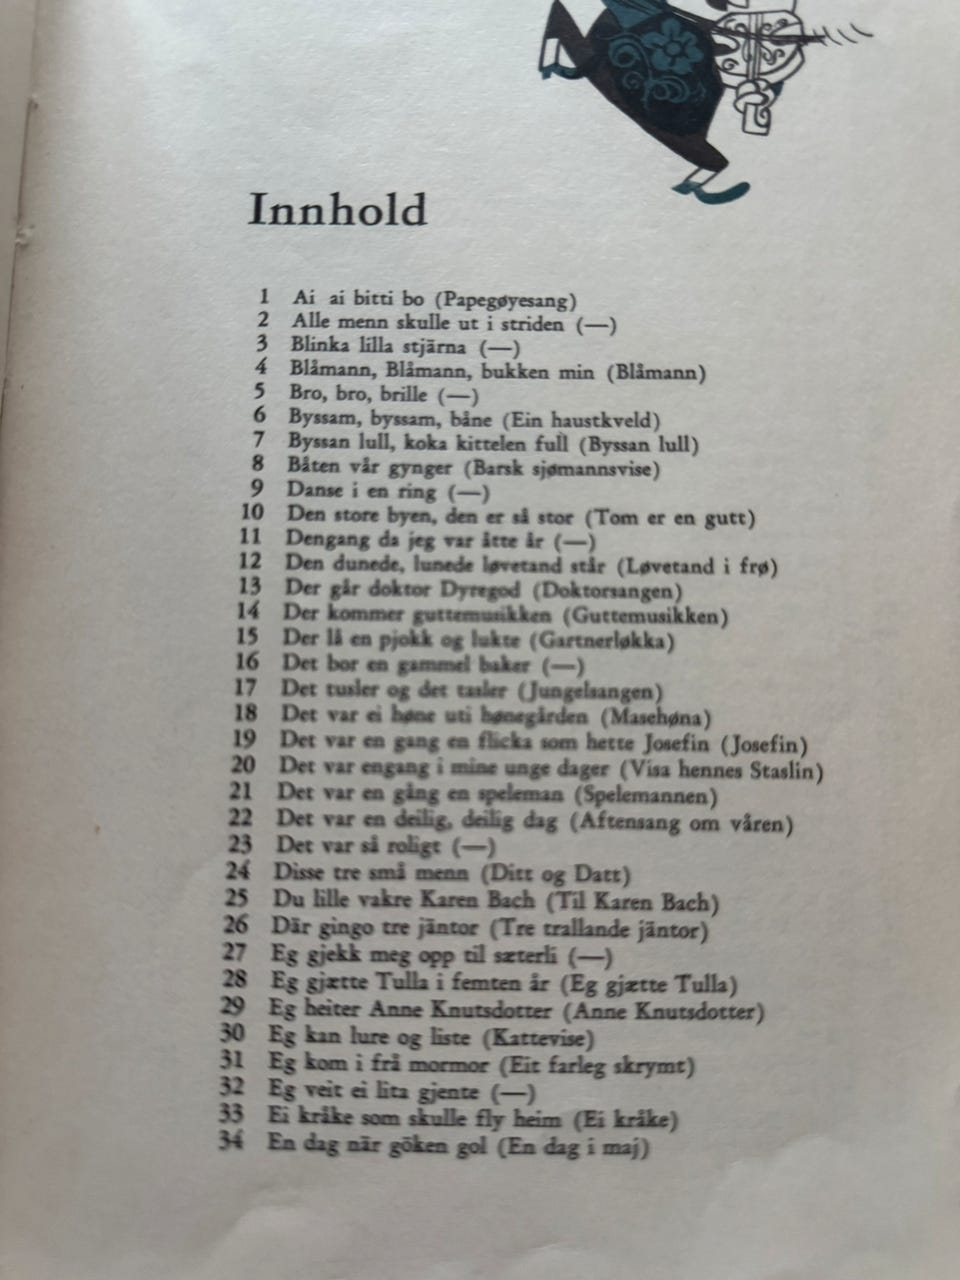 Innhold
1 Ai ai bitti bo (Papegøyesang)
2 Alle menn skulle ut i striden (—)
3 Blinka lilla stjärna (—)
4 Blåmann, Blåmann, bukken min (Blåmann)
5 Bro, bro, brille (—)
6 Byssam, byssam, båne (Ein haustkveld)
7 Byssan lull, koka kittelen full (Byssan lull)
8 Båten vår gynger (Barsk sjømannsvise)
9 Danse i en ring (—)
10 Den store byen, den er så stor (Tom er en gutt)
11 Dengang da jeg var åtte år (—)
12 Den dunede, lunede løvetand står (Løvetand i frø)
13 Der går doktor Dyregod (Doktorsangen)
14 Der kommer guttemusikken (Guttemusikken)
15 Der lå en pjokk og lukte (Gartnerløkka)
16 Det bor en gammel baker (—)
17 Det tusler og det tasler (Jungelsangen)
18 Det var ei høne uti hønegården (Masehøna)
19 Det var en gang en flicka som hette Josefin (Josefin)
20 Det var engang i mine unge dager (Visa hennes Staslin)
21 Det var en gång en speleman (Spelemannen)
22 Det var en deilig, deilig dag (Aftensang om våren)
23 Det var så roligt (—)
24 Disse tre små menn (Ditt og Datt)
25 Du lille vakre Karen Bach (Til Karen Bach)
26 Där gingo tre jäntor (Tre trallande jäntor)
27 Eg gjekk meg opp til sæterli (—)
28 Eg gjætte Tulla i femten år (Eg gjætte Tulla)
29 Eg heiter Anne Knutsdotter (Anne Knutsdotter)
30 Eg kan lure og liste (Kattevise)
31 Eg kom i frå mormor (Eit farleg skrymt)
32 Eg veit ei lita gjente (—)
33 Ei kråke som skulle fly heim (Ei kråke)
34 En dag när göken gol (En dag i maj)